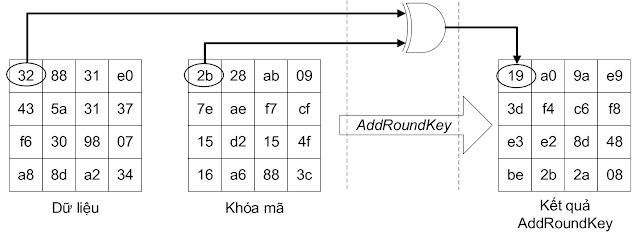 32 88 31 e0 2b 28 ab 09 19 a0 9a e9
43 5a 31 37 7e ae f7 cf 3d f4 c6 f8
AddRoundKey
f6 30 98 07 15 d2 15 4f e3 e2 8d 48
a8 8d a2 34 16 a6 88 3c be 2b 2a 08
Dữ liệu Khóa mã Kết quả
AddRoundKey